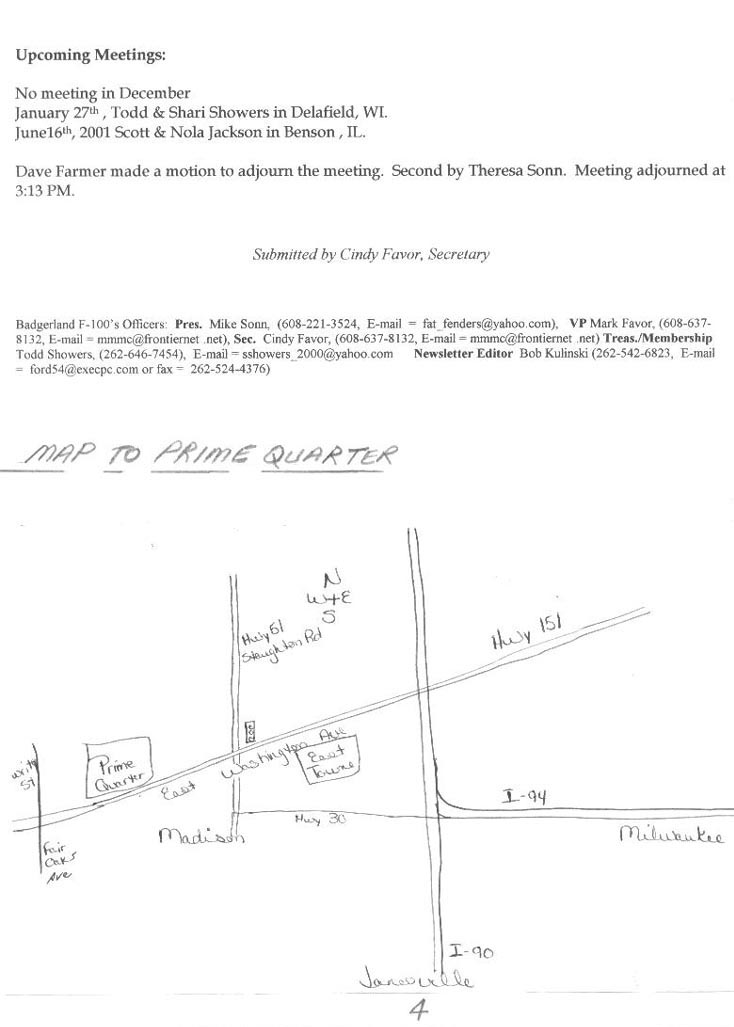 Upcoming Meetings:
No meeting in December
January 27th , Todd & Shari Showers in Delafield, WI.
June16th, 2001 Scott & Nola Jackson in Benson , IL.
Dave Farmer made a motion to adjourn the meeting. Second by Theresa Sonn. Meeting adjourned at
3:13 PM.
Submitted by Cindy Favor, Secretary
Badgerland F-100's Officers: Pres. Mike Sonn, (608-221-3524, E-mail = fat_fenders@yahoo.com), VP Mark Favor, (608-637-
8132, E-mail = mmmc@frontiernet .net), Sec. Cindy Favor, (608-637-8132, E-mail = mmmc@frontiernet .net) Treas./Membership
Todd Showers, (262-646-7454), E-mail = sshowers_2000@yahoo.com Newsletter Editor Bob Kulinski (262-542-6823, E-mail
= ford54@execpc.com or fax = 262-524-4376)
MAP TO PRIME QUARTER
N
W E
S
Hwy 51
Stoughton Rd
Hwy 151
St
Prime
Quarter
East Washington Ave
East
Towne
Fair
Oaks
Ave
Madison
Hwy 30
I-94
Milwaukee
I-90
Janesville
4